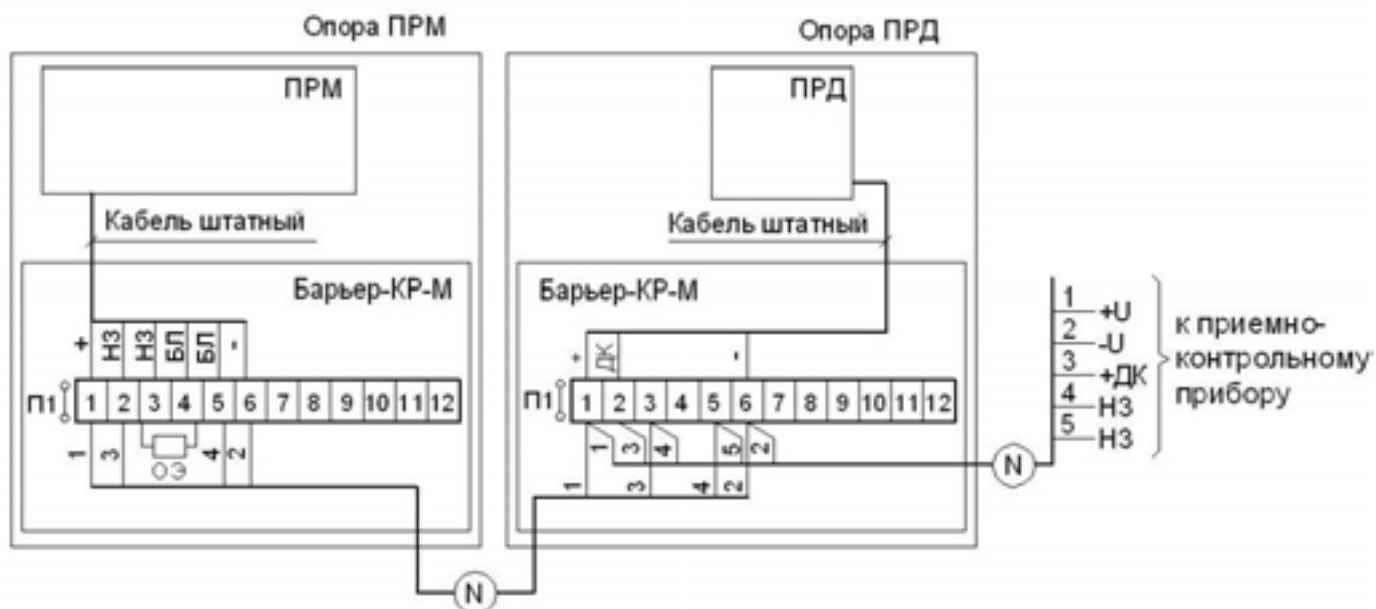 Опора ПРМ
Опора ПРД
ПРМ
ПРД
Кабель штатный
Кабель штатный
Барьер-КР-М
Барьер-КР-М
+ НЗ НЗ БЛ БЛ -
+ ДК -
П1 1 2 3 4 5 6 7 8 9 10 11 12
П1 1 2 3 4 5 6 7 8 9 10 11 12
1 3 ОЭ 4 2
1 3 4 5 2
1 3 4 2
N
N
1 +U
2 -U
3 +ДК
4 НЗ
5 НЗ
к приемно-
контрольному
прибору